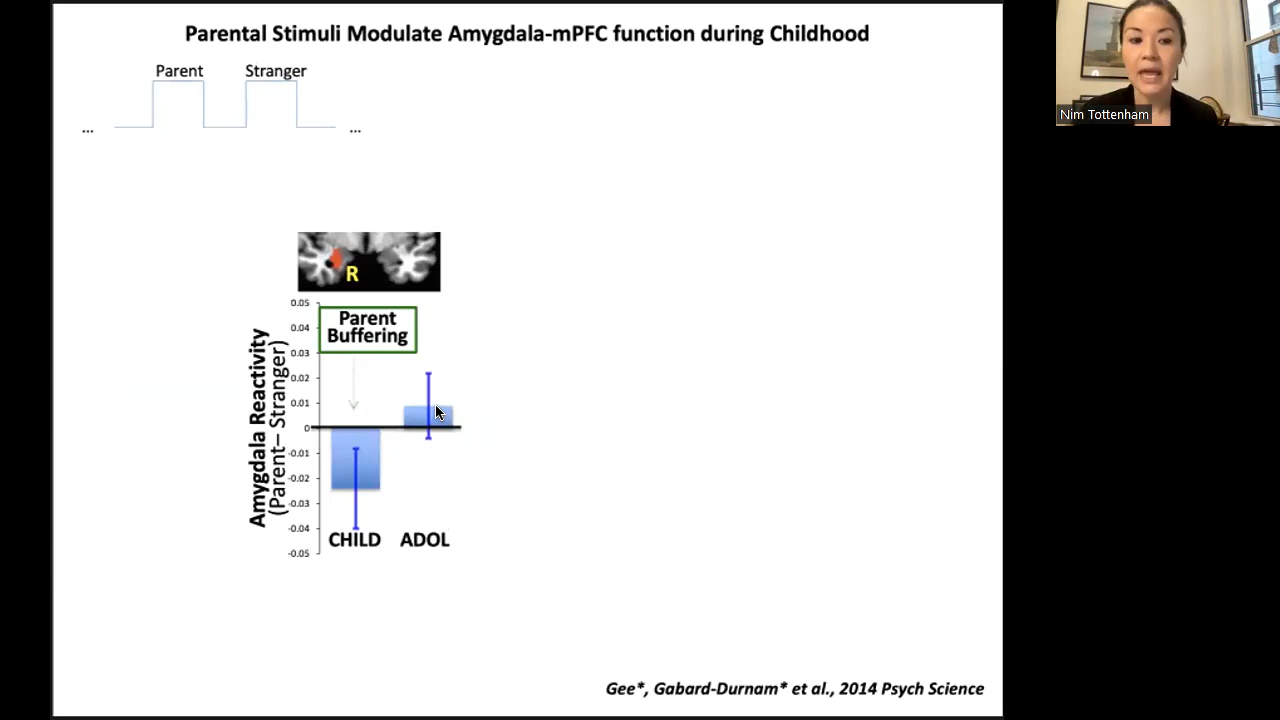 Parental Stimuli Modulate Amygdala-mPFC function during Childhood
Parent
Stranger
...
...
Nim Tottenham
R
Parent
Buffering
Amygdala Reactivity
(Parent– Stranger)
0.05
0.04
0.03
0.02
0.01
0
-0.01
-0.02
-0.03
-0.04
-0.05
CHILD
ADOL
Gee*, Gabard-Durnam* et al., 2014 Psych Science